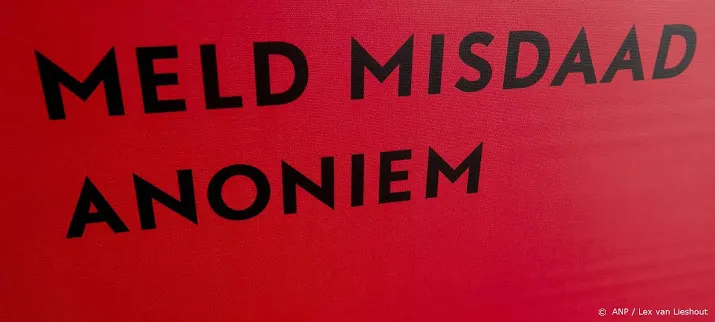 MELD MISDAAD
ANONIEM
© ANP / Lex van Lieshout